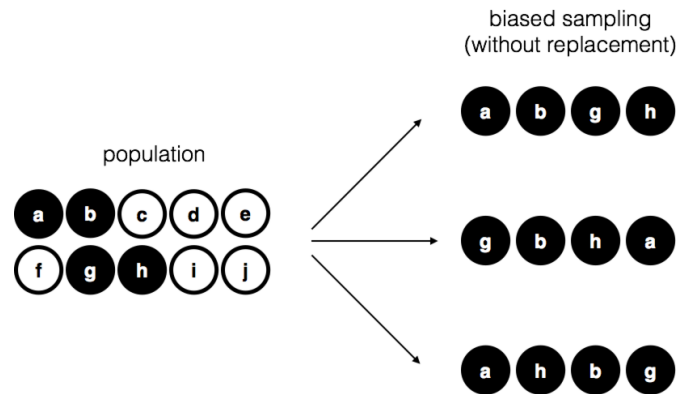 biased sampling
(without replacement)
a b g h
population
a b c d e
g b h a
f g h i j
a h b g